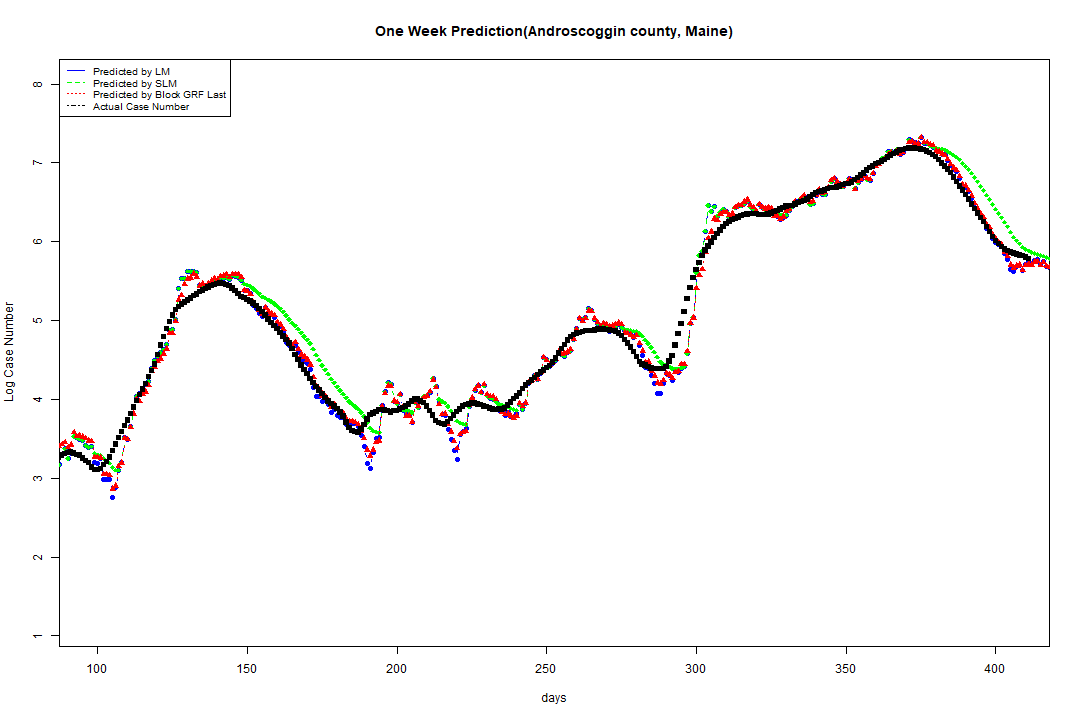 One Week Prediction(Androscoggin county, Maine)
Predicted by LM
Predicted by SLM
Predicted by Block GRF Last
Actual Case Number
8
7
6
5
4
3
2
1
Log Case Number
100 150 200 250 300 350 400
days